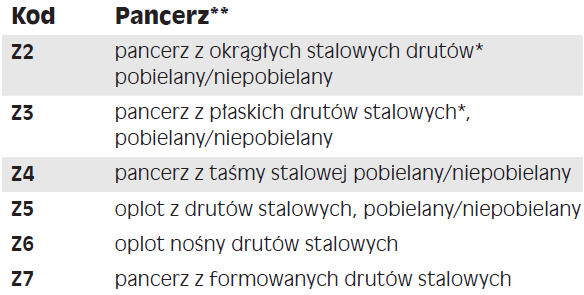 Kod Pancerz**
Z2 pancerz z okrągłych stalowych drutów*
pobielany/niepobielany
Z3 pancerz z płaskich drutów stalowych*,
pobielany/niepobielany
Z4 pancerz z taśmy stalowej pobielany/niepobielany
Z5 oplot z drutów stalowych, pobielany/niepobielany
Z6 oplot nośny drutów stalowych
Z7 pancerz z formowanych drutów stalowych